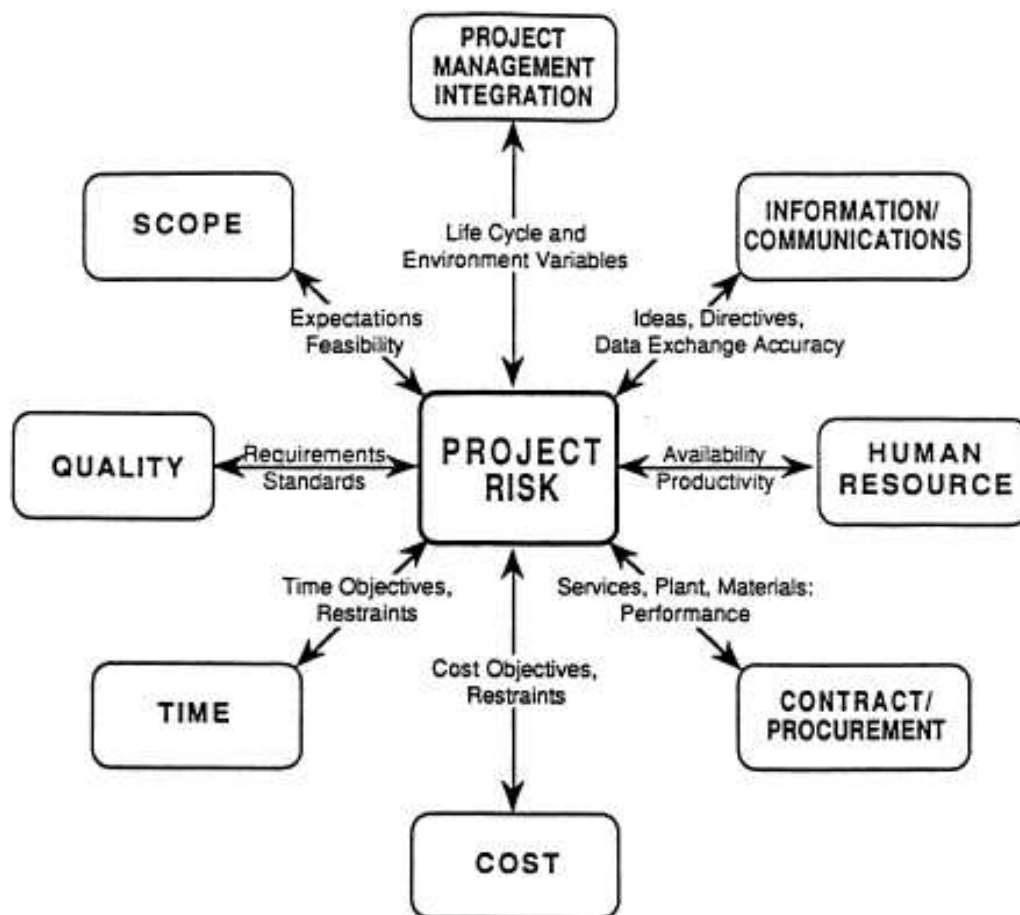 PROJECT
MANAGEMENT
INTEGRATION
SCOPE
INFORMATION/
COMMUNICATIONS
Life Cycle and
Environment Variables
Expectations
Feasibility
Ideas, Directives,
Data Exchange Accuracy
QUALITY
Requirements
Standards
PROJECT
RISK
Availability
Productivity
HUMAN
RESOURCE
Time Objectives,
Restraints
Services, Plant, Materials:
Performance
Cost Objectives,
Restraints
TIME
CONTRACT/
PROCUREMENT
COST